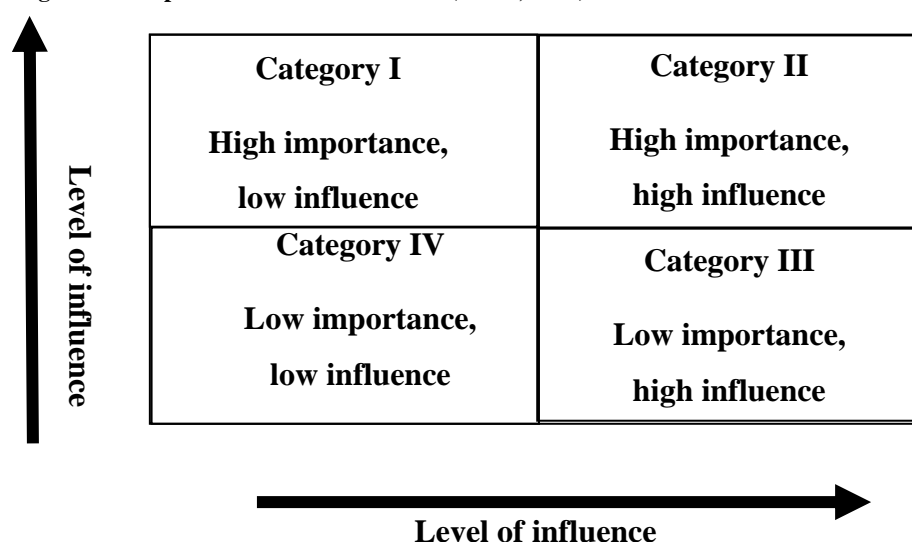 Category I
High importance,
low influence
Category II
High importance,
high influence
Category IV
Low importance,
low influence
Category III
Low importance,
high influence
Level of influence
Level of influence